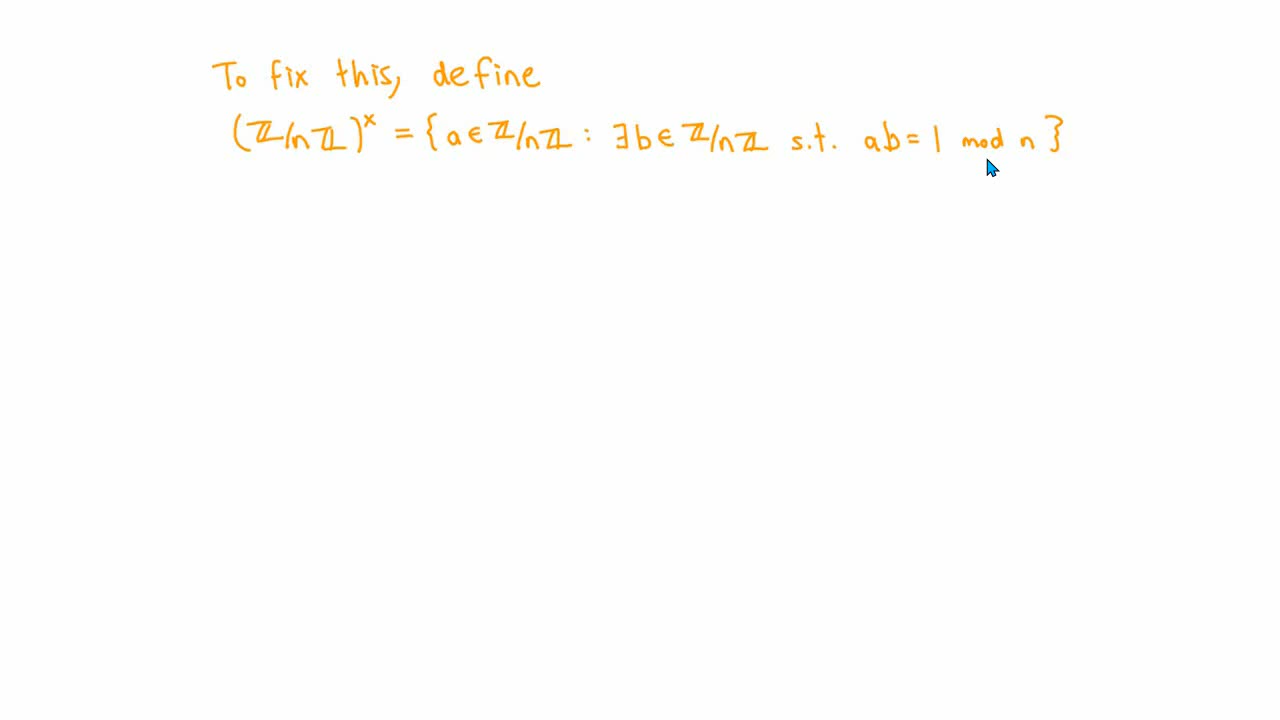 To fix this, define
(ℤ/nℤ)ˣ = { a ∈ ℤ/nℤ : ∃ b ∈ ℤ/nℤ s.t. ab = 1 mod n }